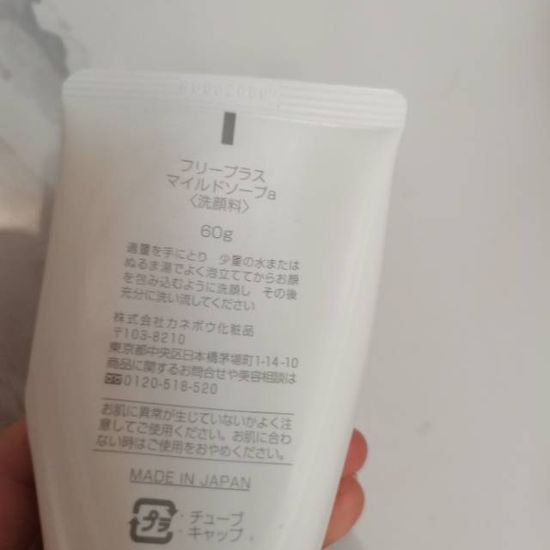 フリープラス
マイルドソープa
〈洗顔料〉
60g
適量を手にとり 少量の水または
ぬるま湯でよく泡立ててからお顔
を包み込むように洗顔し その後
充分に洗い流してください
株式会社カネボウ化粧品
〒103-8210
東京都中央区日本橋茅場町1-14-10
商品に関するお問合せや美容相談は
0120-518-520
お肌に異常が生じていないかよく注
意してご使用ください。お肌に合わ
ない時はご使用をおやめください。
MADE IN JAPAN
プラ
・チューブ
・キャップ